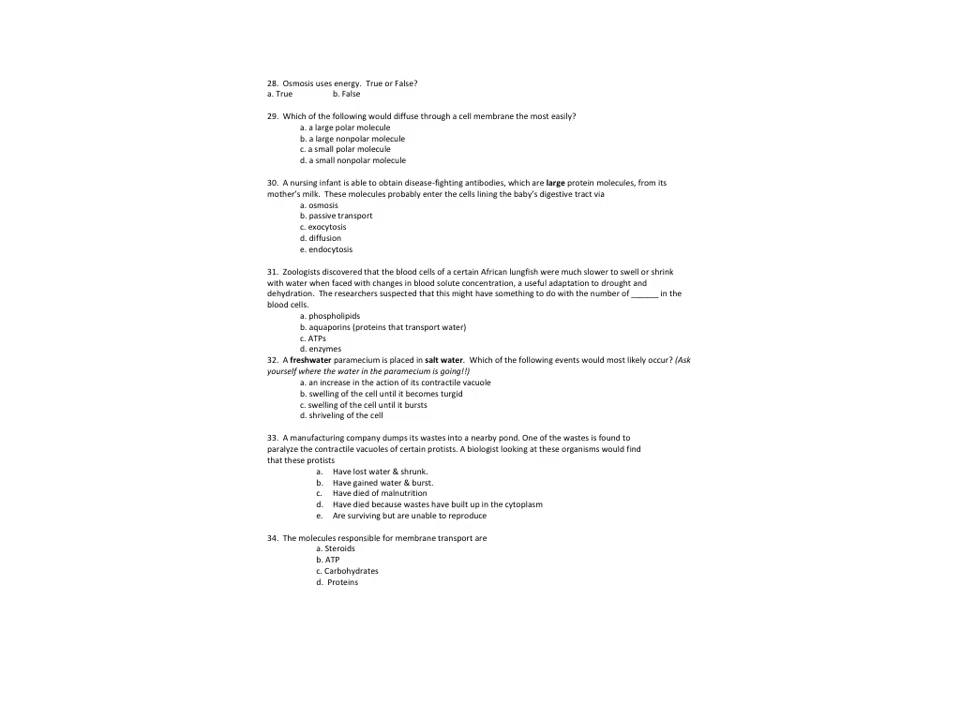 28. Osmosis uses energy. True or False?
a. True b. False
29. Which of the following would diffuse through a cell membrane the most easily?
a. a large polar molecule
b. a large nonpolar molecule
c. a small polar molecule
d. a small nonpolar molecule
30. A nursing infant is able to obtain disease-fighting antibodies, which are large protein molecules, from its
mother's milk. These molecules probably enter the cells lining the baby's digestive tract via
a. osmosis
b. passive transport
c. exocytosis
d. diffusion
e. endocytosis
31. Zoologists discovered that the blood cells of a certain African lungfish were much slower to swell or shrink
with water when faced with changes in blood solute concentration, a useful adaptation to drought and
dehydration. The researchers suspected that this might have something to do with the number of ______ in the
blood cells.
a. phospholipids
b. aquaporins (proteins that transport water)
c. ATPs
d. enzymes
32. A freshwater paramecium is placed in salt water. Which of the following events would most likely occur? (Ask
yourself where the water in the paramecium is going!!)
a. an increase in the action of its contractile vacuole
b. swelling of the cell until it becomes turgid
c. swelling of the cell until it bursts
d. shriveling of the cell
33. A manufacturing company dumps its wastes into a nearby pond. One of the wastes is found to
paralyze the contractile vacuoles of certain protists. A biologist looking at these organisms would find
that these protists
a. Have lost water & shrunk.
b. Have gained water & burst.
c. Have died of malnutrition
d. Have died because wastes have built up in the cytoplasm
e. Are surviving but are unable to reproduce
34. The molecules responsible for membrane transport are
a. Steroids
b. ATP
c. Carbohydrates
d. Proteins